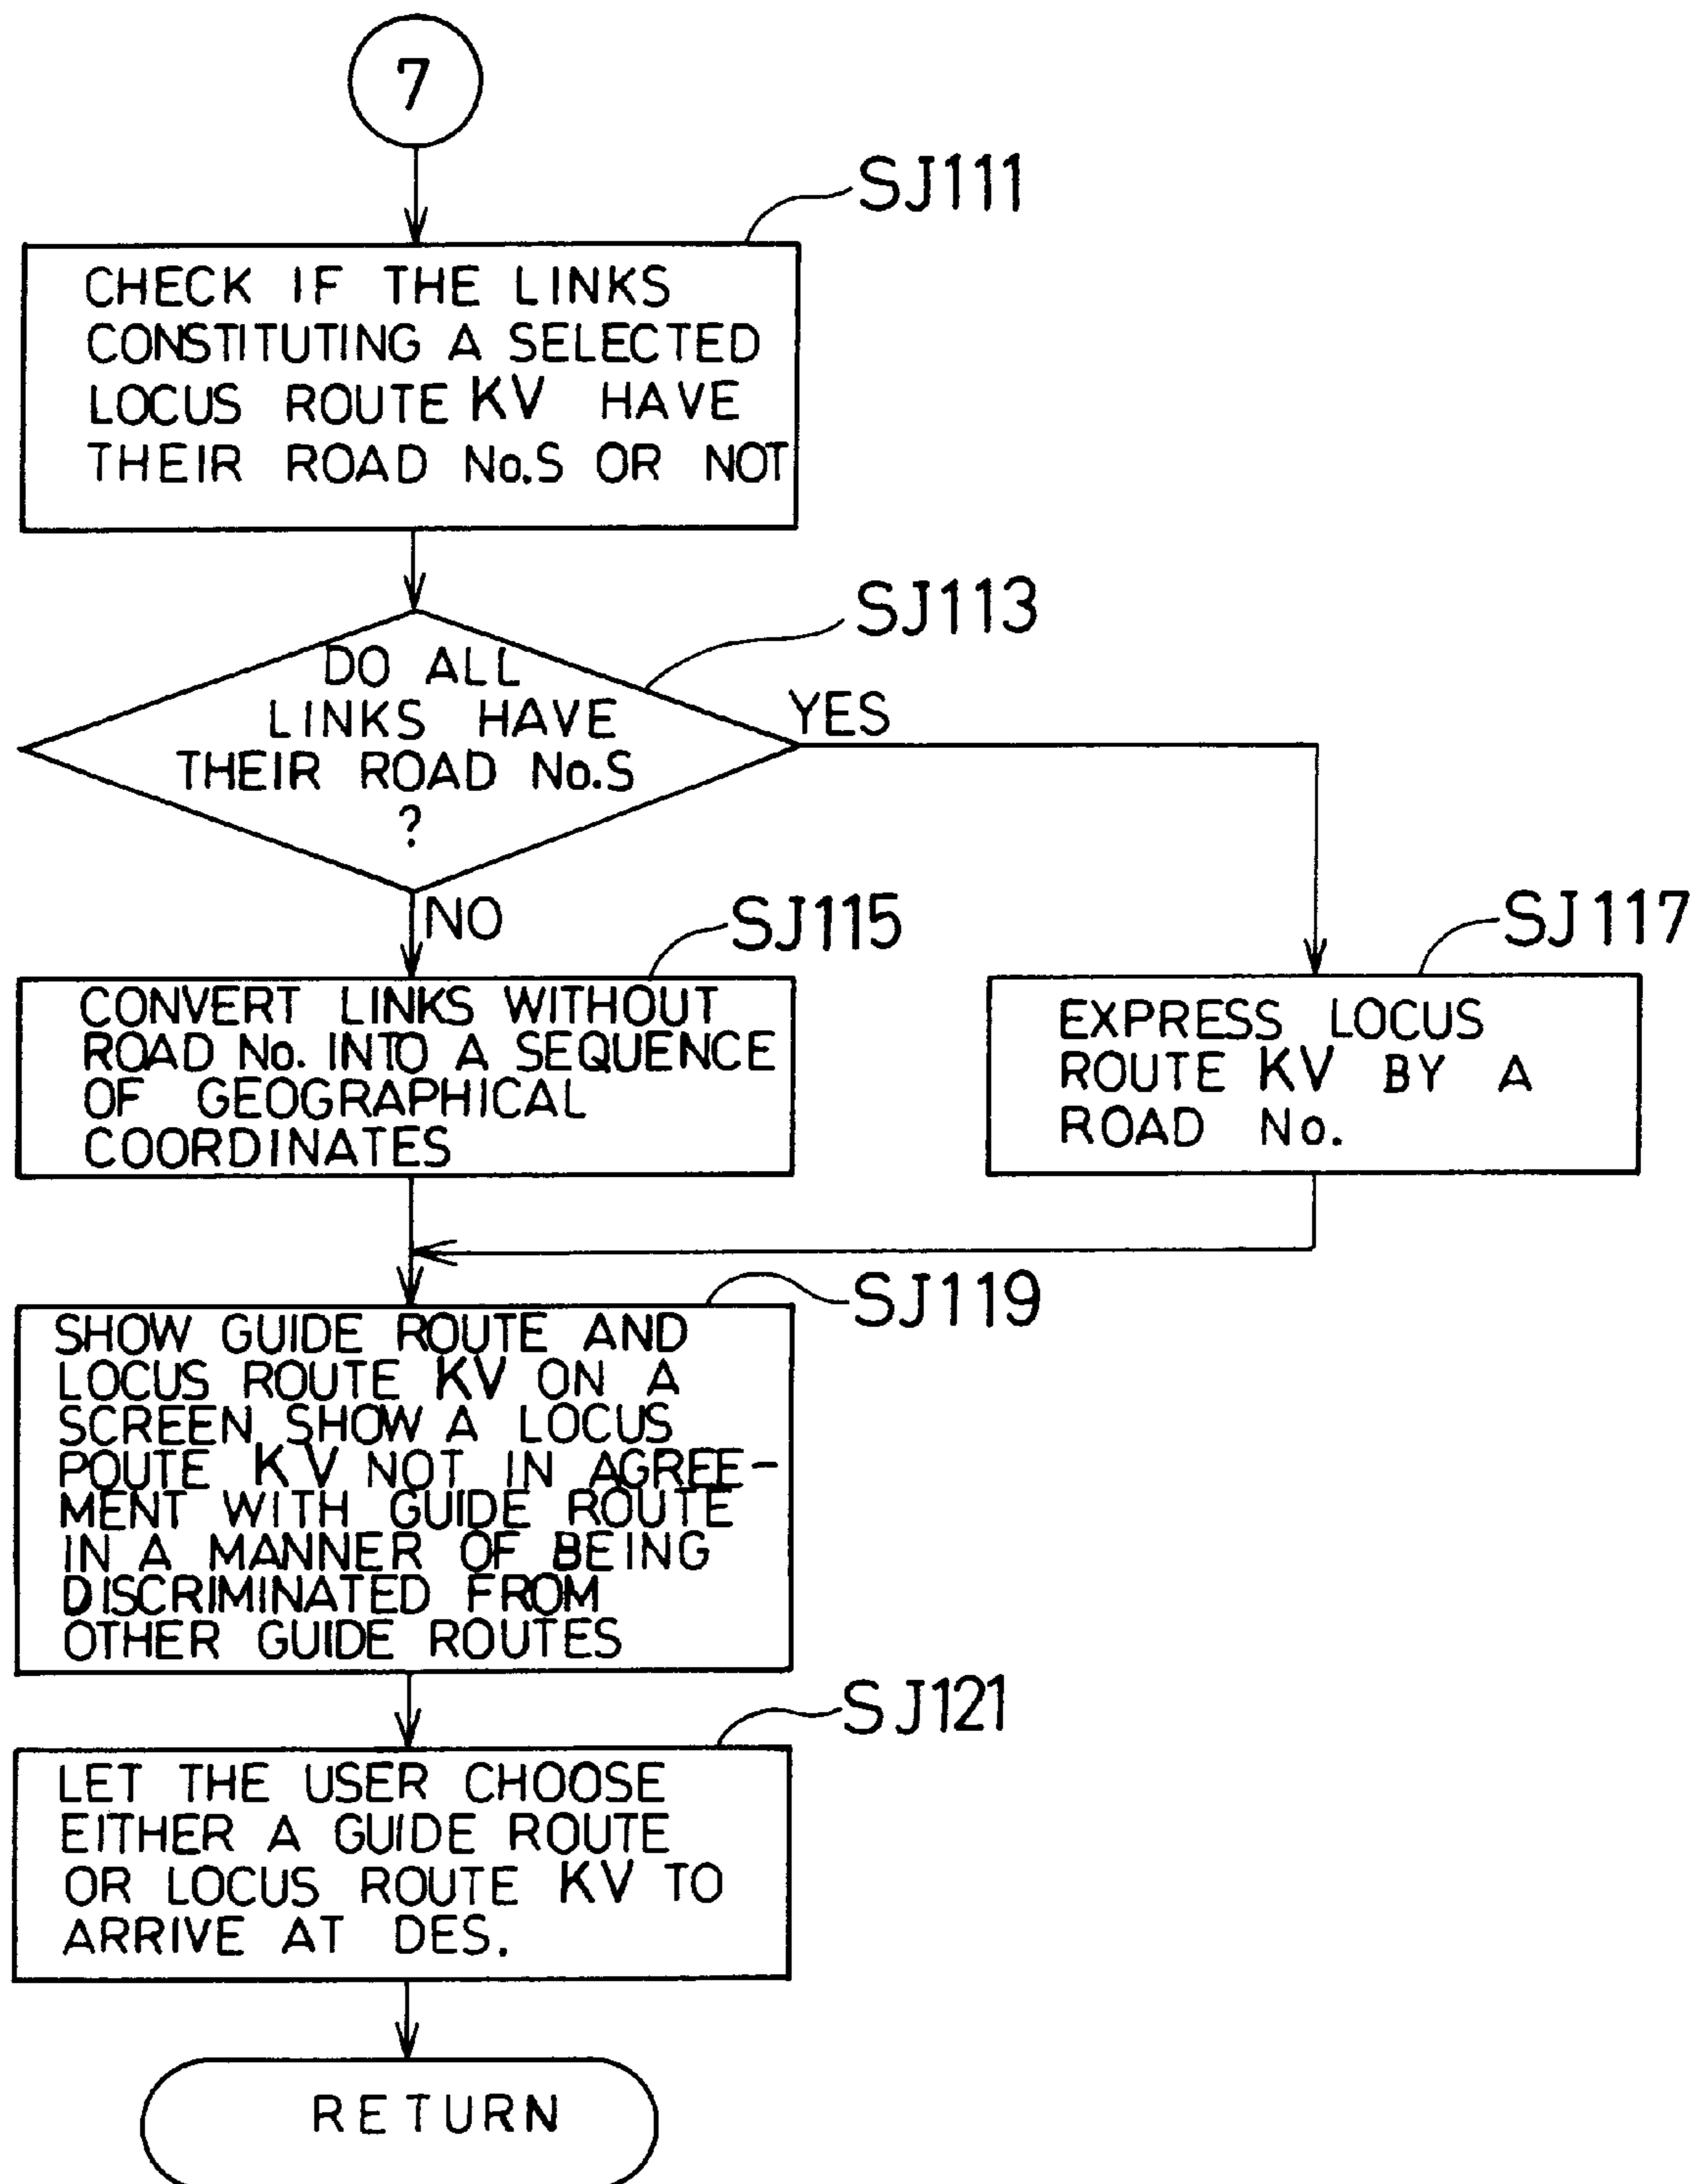 7
SJ111
CHECK IF THE LINKS
CONSTITUTING A SELECTED
LOCUS ROUTE KV HAVE
THEIR ROAD No.S OR NOT
SJ113
DO ALL
LINKS HAVE
THEIR ROAD No.S
?
YES
NO
SJ115
CONVERT LINKS WITHOUT
ROAD No. INTO A SEQUENCE
OF GEOGRAPHICAL
COORDINATES
SJ117
EXPRESS LOCUS
ROUTE KV BY A
ROAD No.
SJ119
SHOW GUIDE ROUTE AND
LOCUS ROUTE KV ON A
SCREEN SHOW A LOCUS
POUTE KV NOT IN AGREE-
MENT WITH GUIDE ROUTE
IN A MANNER OF BEING
DISCRIMINATED FROM
OTHER GUIDE ROUTES
SJ121
LET THE USER CHOOSE
EITHER A GUIDE ROUTE
OR LOCUS ROUTE KV TO
ARRIVE AT DES.
RETURN